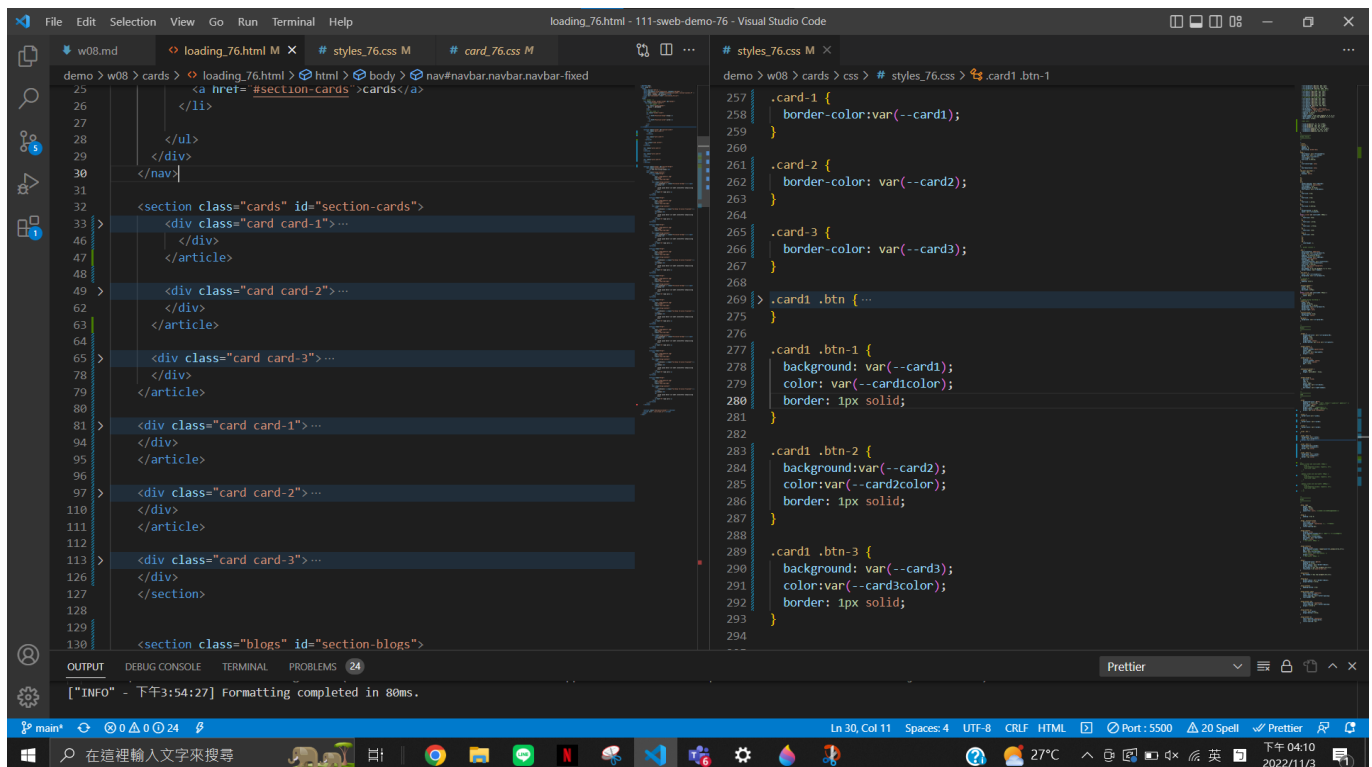 File Edit Selection View Go Run Terminal Help
loading_76.html - 111-sweb-demo-76 - Visual Studio Code
w08.md
loading_76.html M
# styles_76.css M
# card_76.css M
# styles_76.css M
demo > w08 > cards > loading_76.html > html > body > nav#navbar.navbar.navbar-fixed
25 <a href="#section-cards">cards</a>
26 </li>
27
28 </ul>
29 </div>
30 </nav>
31
32 <section class="cards" id="section-cards">
33 > <div class="card card-1">…
46 </div>
47 </article>
48
49 > <div class="card card-2">…
62 </div>
63 </article>
64
65 > <div class="card card-3">…
78 </div>
79 </article>
80
81 > <div class="card card-1">…
94 </div>
95 </article>
96
97 > <div class="card card-2">…
110 </div>
111 </article>
112
113 > <div class="card card-3">…
126 </div>
127 </section>
128
129
130 <section class="blogs" id="section-blogs">
demo > w08 > cards > css > # styles_76.css > .card1 .btn-1
257 .card-1 {
258 border-color:var(--card1);
259 }
260
261 .card-2 {
262 border-color: var(--card2);
263 }
264
265 .card-3 {
266 border-color: var(--card3);
267 }
268
269 > .card1 .btn {…
275 }
276
277 .card1 .btn-1 {
278 background: var(--card1);
279 color: var(--card1color);
280 border: 1px solid;
281 }
282
283 .card1 .btn-2 {
284 background:var(--card2);
285 color:var(--card2color);
286 border: 1px solid;
287 }
288
289 .card1 .btn-3 {
290 background: var(--card3);
291 color:var(--card3color);
292 border: 1px solid;
293 }
294
5
1
OUTPUT DEBUG CONSOLE TERMINAL PROBLEMS 24
Prettier
["INFO" - 下午3:54:27] Formatting completed in 80ms.
main* 0 0 24
Ln 30, Col 11 Spaces: 4 UTF-8 CRLF HTML Port : 5500 20 Spell Prettier
在這裡輸入文字來搜尋
6
27°C
英
下午 04:10
2022/11/3